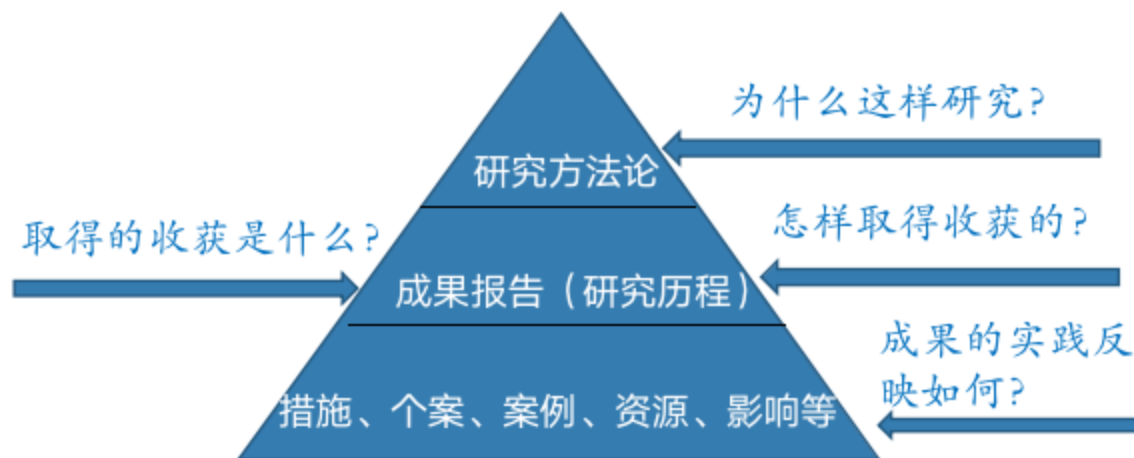 为什么这样研究?
研究方法论
取得的收获是什么?
怎样取得收获的?
成果报告（研究历程）
成果的实践反
映如何?
措施、个案、案例、资源、影响等